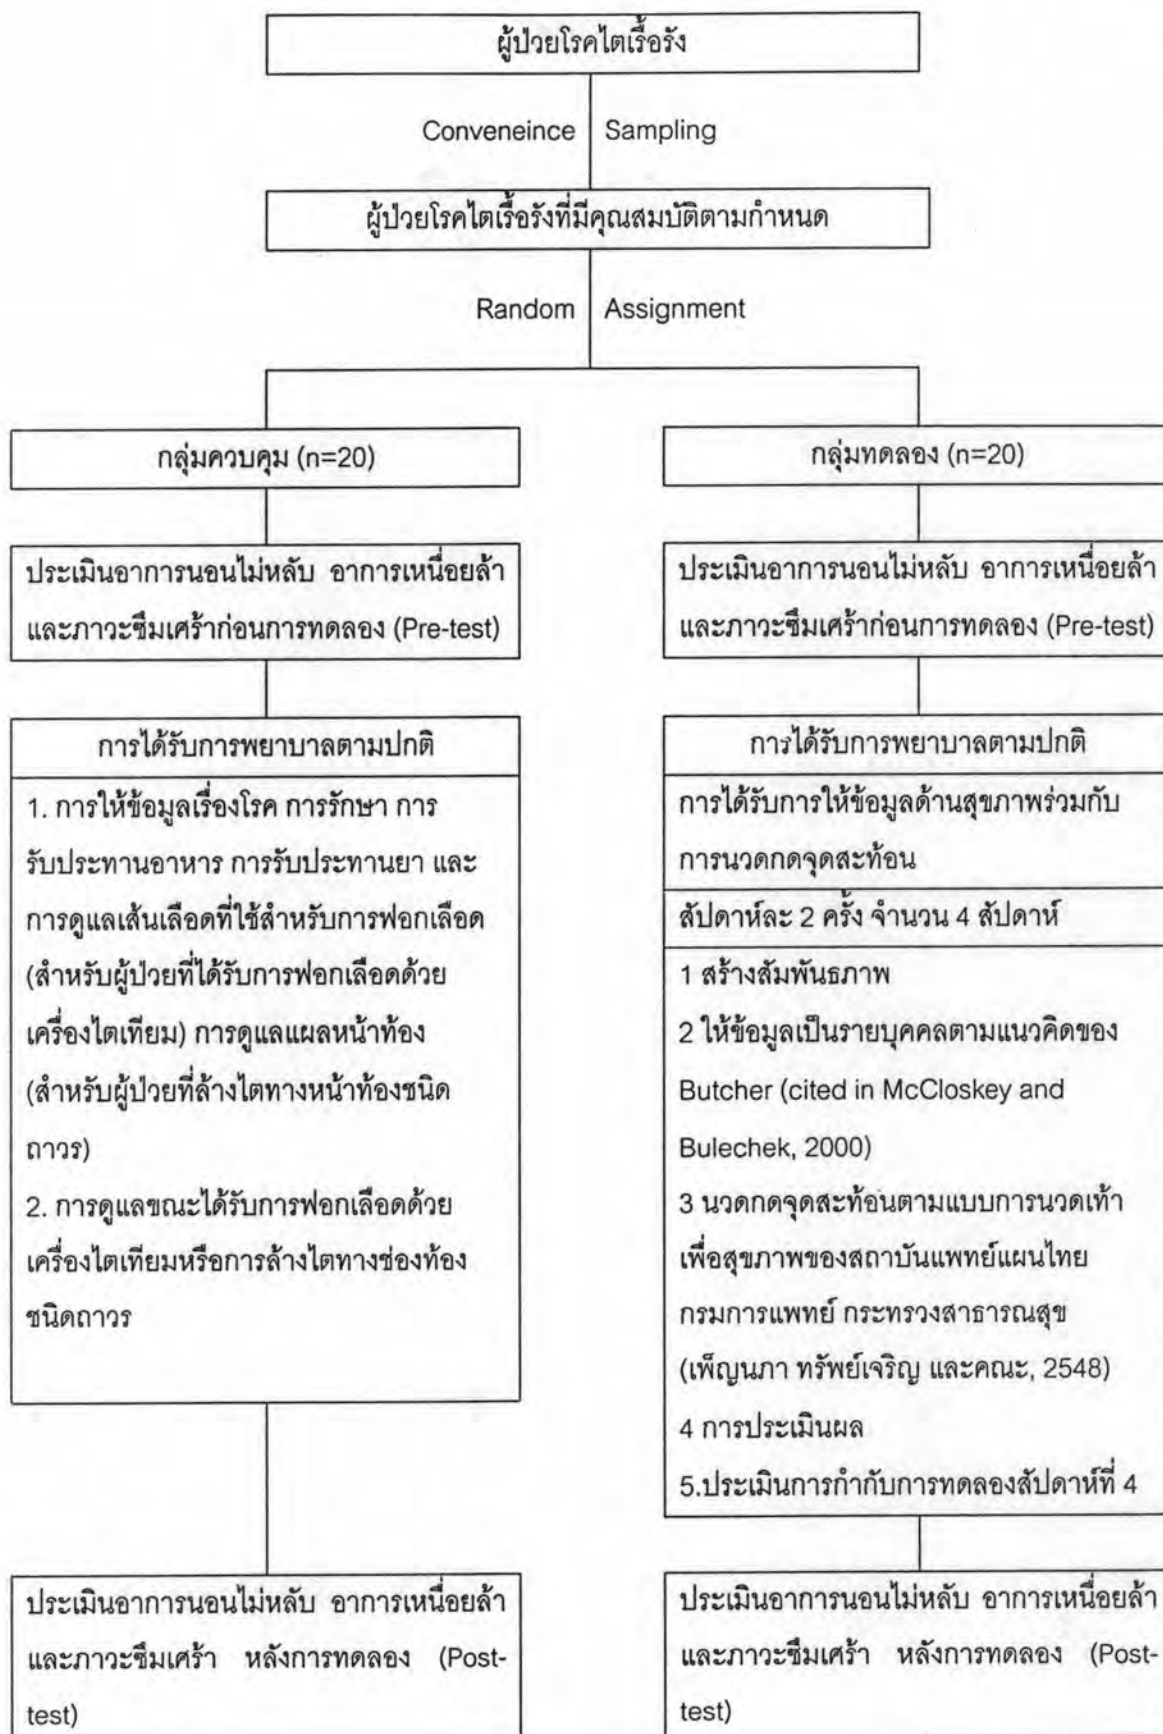 ผู้ป่วยโรคไตเรื้อรัง
Conveneince Sampling
ผู้ป่วยโรคไตเรื้อรังที่มีคุณสมบัติตามกำหนด
Random Assignment
กลุ่มควบคุม (n=20)
ประเมินอาการนอนไม่หลับ อาการเหนื่อยล้า
และภาวะซึมเศร้าก่อนการทดลอง (Pre-test)
การได้รับการพยาบาลตามปกติ
1. การให้ข้อมูลเรื่องโรค การรักษา การ
รับประทานอาหาร การรับประทานยา และ
การดูแลเส้นเลือดที่ใช้สำหรับการฟอกเลือด
(สำหรับผู้ป่วยที่ได้รับการฟอกเลือดด้วย
เครื่องไตเทียม) การดูแลแผลหน้าท้อง
(สำหรับผู้ป่วยที่ล้างไตทางหน้าท้องชนิด
ถาวร)
2. การดูแลขณะได้รับการฟอกเลือดด้วย
เครื่องไตเทียมหรือการล้างไตทางช่องท้อง
ชนิดถาวร
ประเมินอาการนอนไม่หลับ อาการเหนื่อยล้า
และภาวะซึมเศร้า หลังการทดลอง (Post-
test)
กลุ่มทดลอง (n=20)
ประเมินอาการนอนไม่หลับ อาการเหนื่อยล้า
และภาวะซึมเศร้าก่อนการทดลอง (Pre-test)
การได้รับการพยาบาลตามปกติ
การได้รับการให้ข้อมูลด้านสุขภาพร่วมกับ
การนวดกดจุดสะท้อน
สัปดาห์ละ 2 ครั้ง จำนวน 4 สัปดาห์
1 สร้างสัมพันธภาพ
2 ให้ข้อมูลเป็นรายบุคคลตามแนวคิดของ
Butcher (cited in McCloskey and
Bulechek, 2000)
3 นวดกดจุดสะท้อนตามแบบการนวดเท้า
เพื่อสุขภาพของสถาบันแพทย์แผนไทย
กรมการแพทย์ กระทรวงสาธารณสุข
(เพ็ญนภา ทรัพย์เจริญ และคณะ, 2548)
4 การประเมินผล
5.ประเมินการกำกับการทดลองสัปดาห์ที่ 4
ประเมินอาการนอนไม่หลับ อาการเหนื่อยล้า
และภาวะซึมเศร้า หลังการทดลอง (Post-
test)